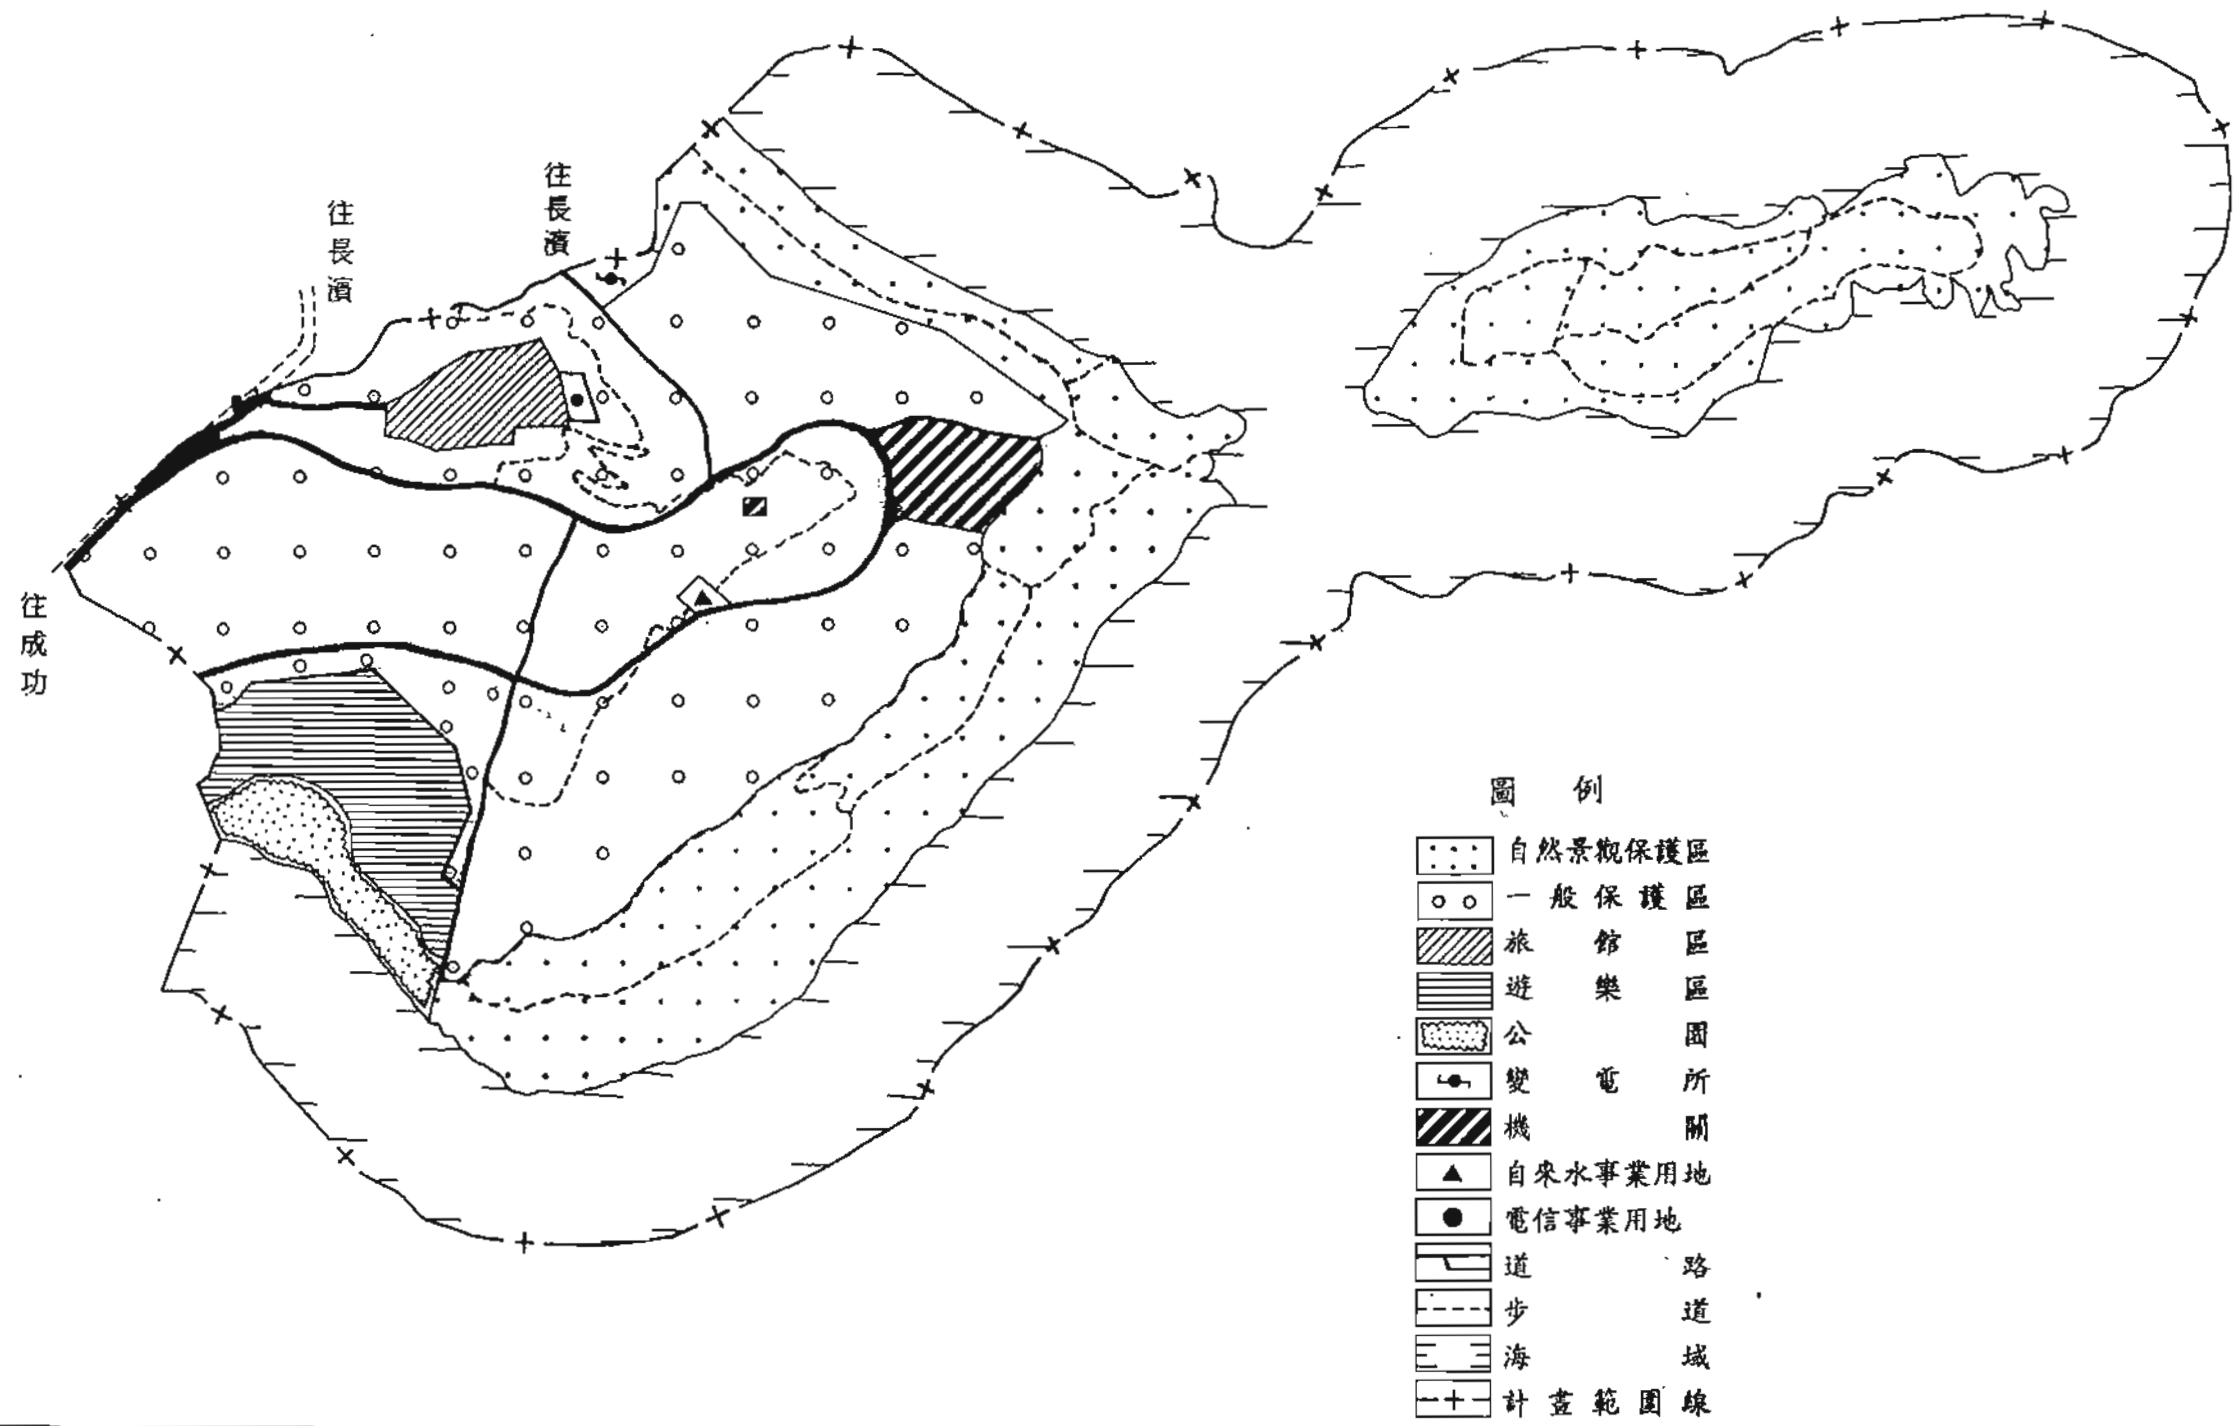 往長濱
往長濱
往成功
圖例
自然景觀保護區
一般保護區
旅館區
遊樂區
公園
變電所
機關
自來水事業用地
電信事業用地
道路
步道
海域
計畫範圍線